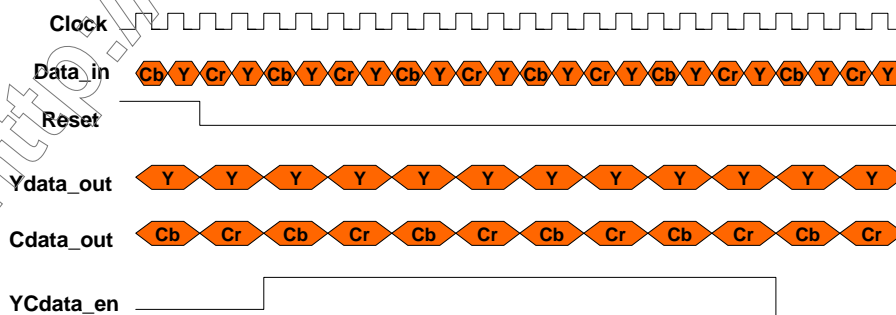 Clock
Data_in Cb Y Cr Y Cb Y Cr Y Cb Y Cr Y Cb Y Cr Y Cb Y Cr Y Cb Y Cr Y
Reset
Ydata_out Y Y Y Y Y Y Y Y Y Y Y Y
Cdata_out Cb Cr Cb Cr Cb Cr Cb Cr Cb Cr Cb Cr
YCdata_en
http://